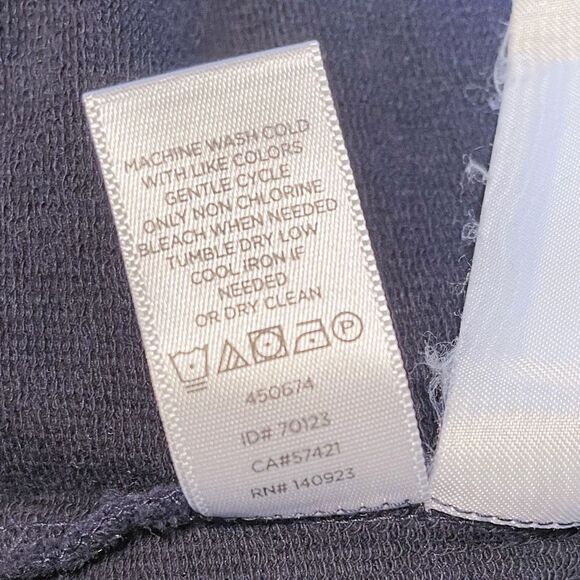 MACHINE WASH COLD
WITH LIKE COLORS
GENTLE CYCLE
ONLY NON CHLORINE
BLEACH WHEN NEEDED
TUMBLE DRY LOW
COOL IRON IF
NEEDED
OR DRY CLEAN
P
450674
ID# 70123
CA#57421
RN# 140923